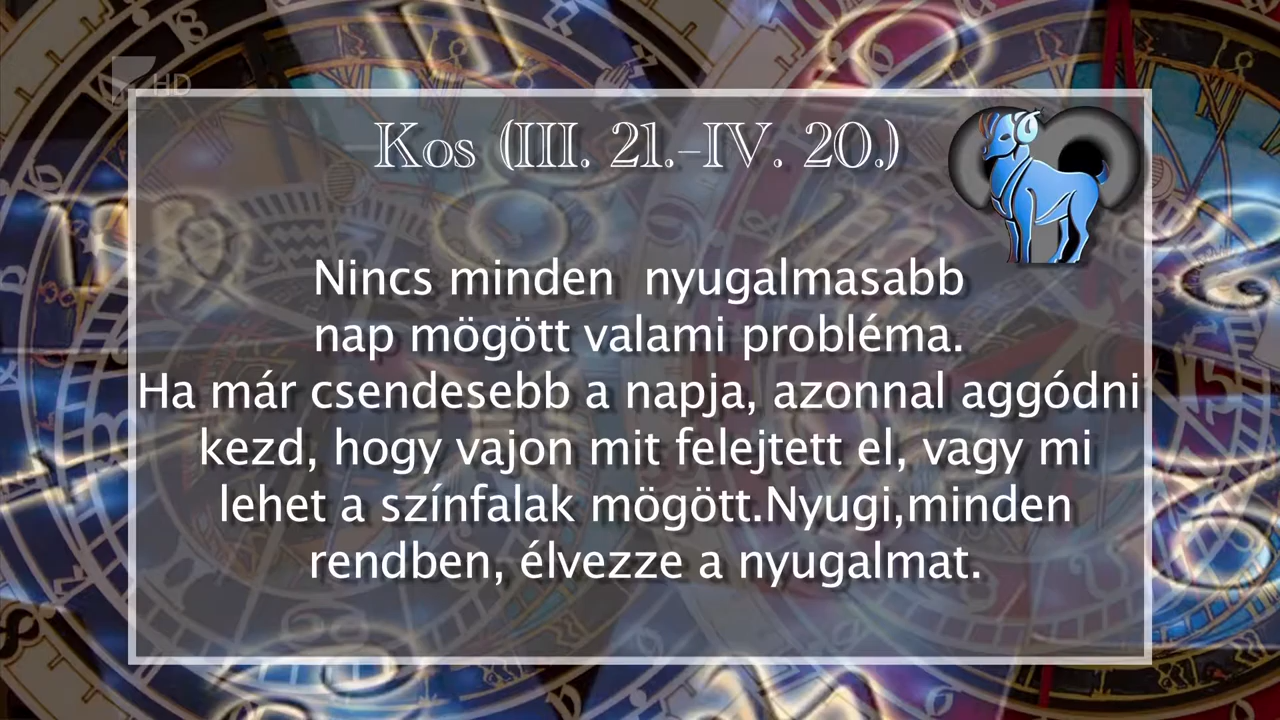 HD
Kos (III. 21.–IV. 20.)
Nincs minden  nyugalmasabb
nap mögött valami probléma.
Ha már csendesebb a napja, azonnal aggódni
kezd, hogy vajon mit felejtett el, vagy mi
lehet a színfalak mögött.Nyugi,minden
rendben, élvezze a nyugalmat.